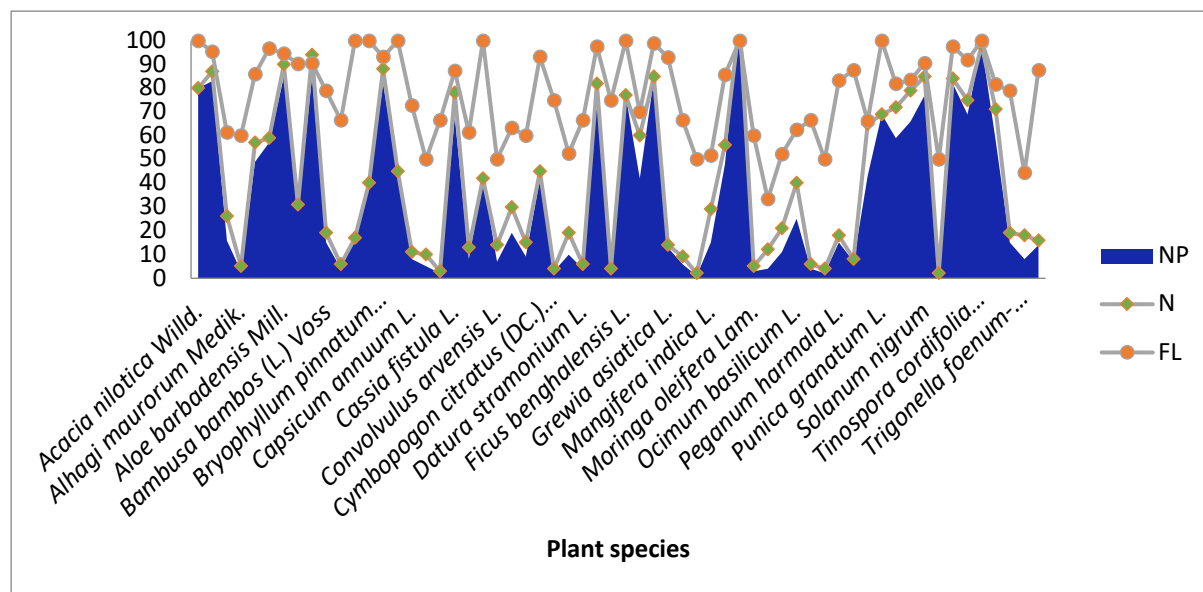 100
90
80
70
60
50
40
30
20
10
0
Acacia nilotica Willd.
Alhagi maurorum Medik.
Aloe barbadensis Mill.
Bambusa bambos (L.) Voss
Bryophyllum pinnatum...
Capsicum annuum L.
Cassia fistula L.
Convolvulus arvensis L.
Cymbopogon citratus (DC.)...
Datura stramonium L.
Ficus benghalensis L.
Grewia asiatica L.
Mangifera indica L.
Moringa oleifera Lam.
Ocimum basilicum L.
Peganum harmala L.
Punica granatum L.
Solanum nigrum
Tinospora cordifolia...
Trigonella foenum-...
NP
N
FL
Plant species